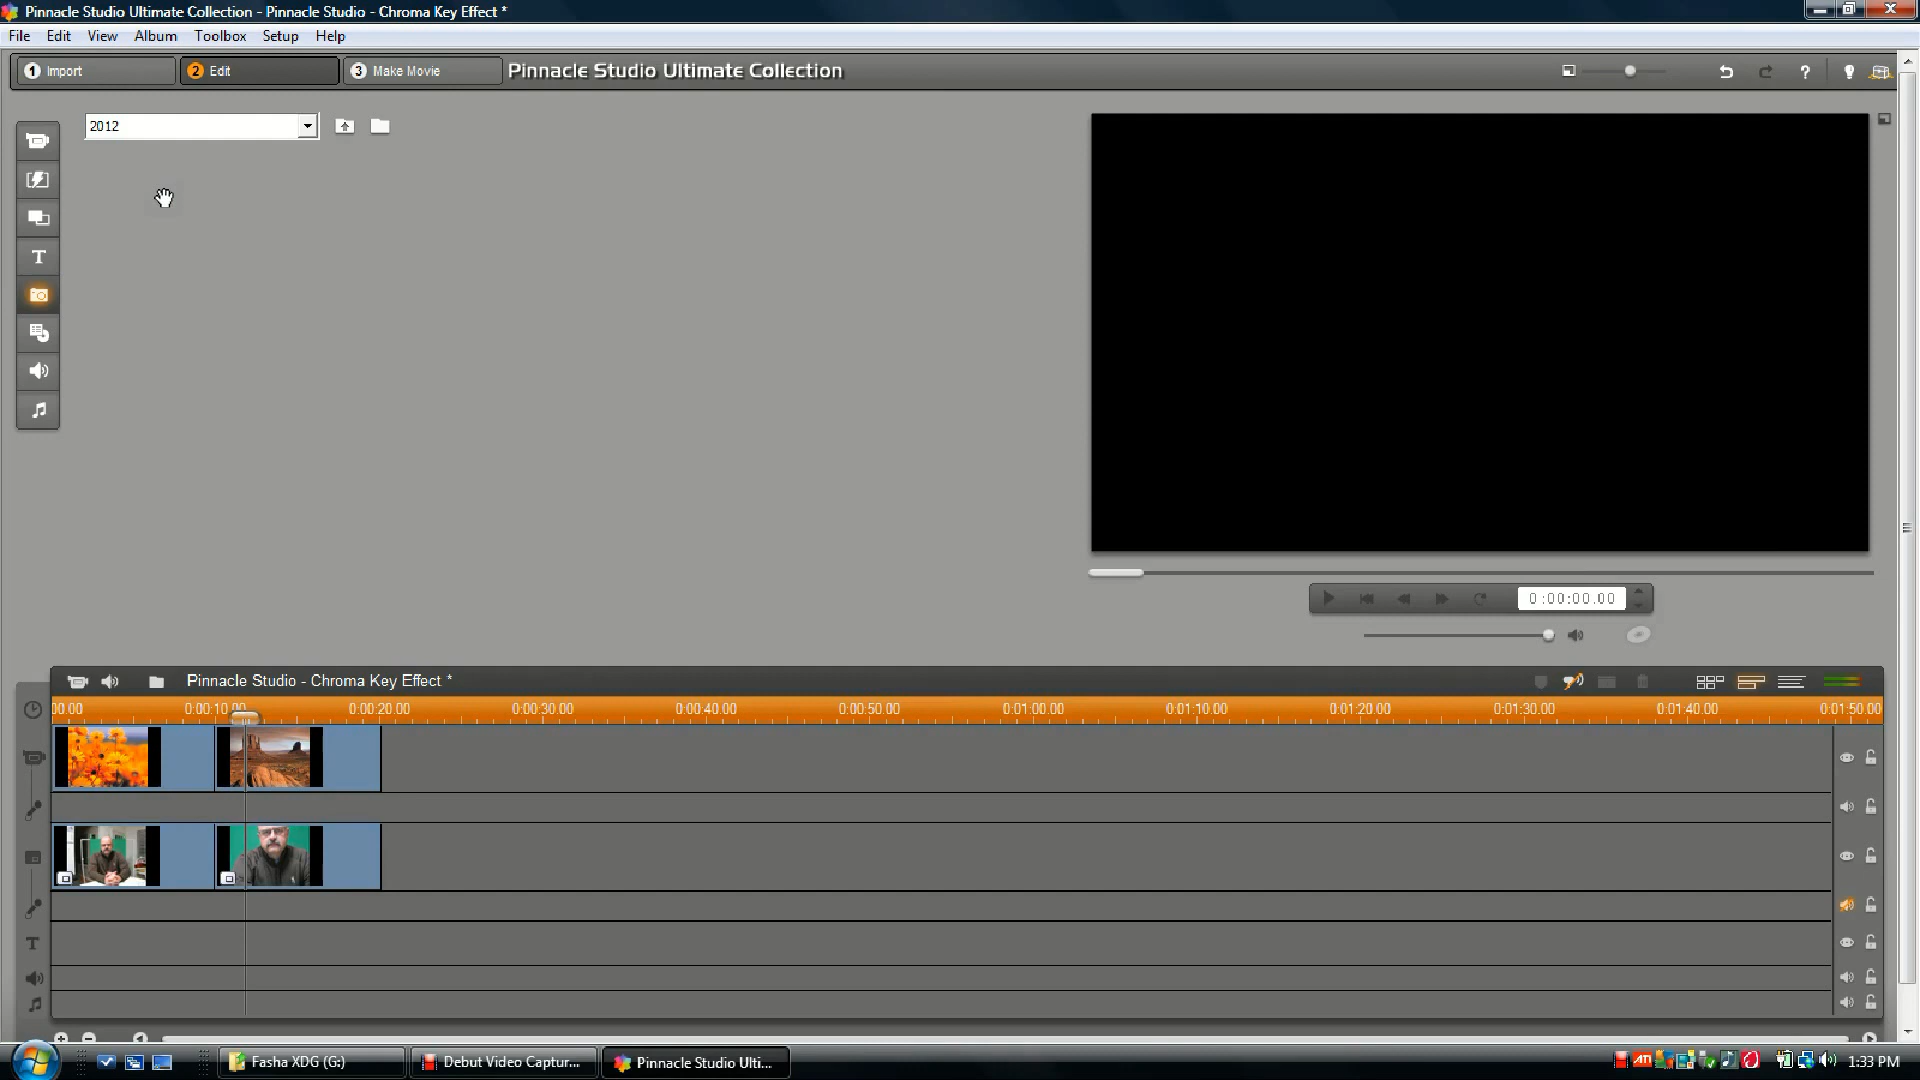 Pinnacle Studio Ultimate Collection - Pinnacle Studio - Chroma Key Effect *
File Edit View Album Toolbox Setup Help
1 Import 2 Edit 3 Make Movie Pinnacle Studio Ultimate Collection ?
2012
T
0:00:00.00
Pinnacle Studio - Chroma Key Effect *
00.00 0:00:10.00 0:00:20.00 0:00:30.00 0:00:40.00 0:00:50.00 0:01:00.00 0:01:10.00 0:01:20.00 0:01:30.00 0:01:40.00 0:01:50.00
T
Fasha XDG (G:) Debut Video Captur... Pinnacle Studio Ulti... ATI 1:33 PM